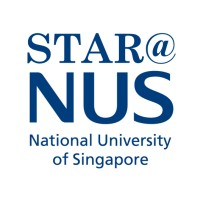 STAR@
NUS
National University
of Singapore